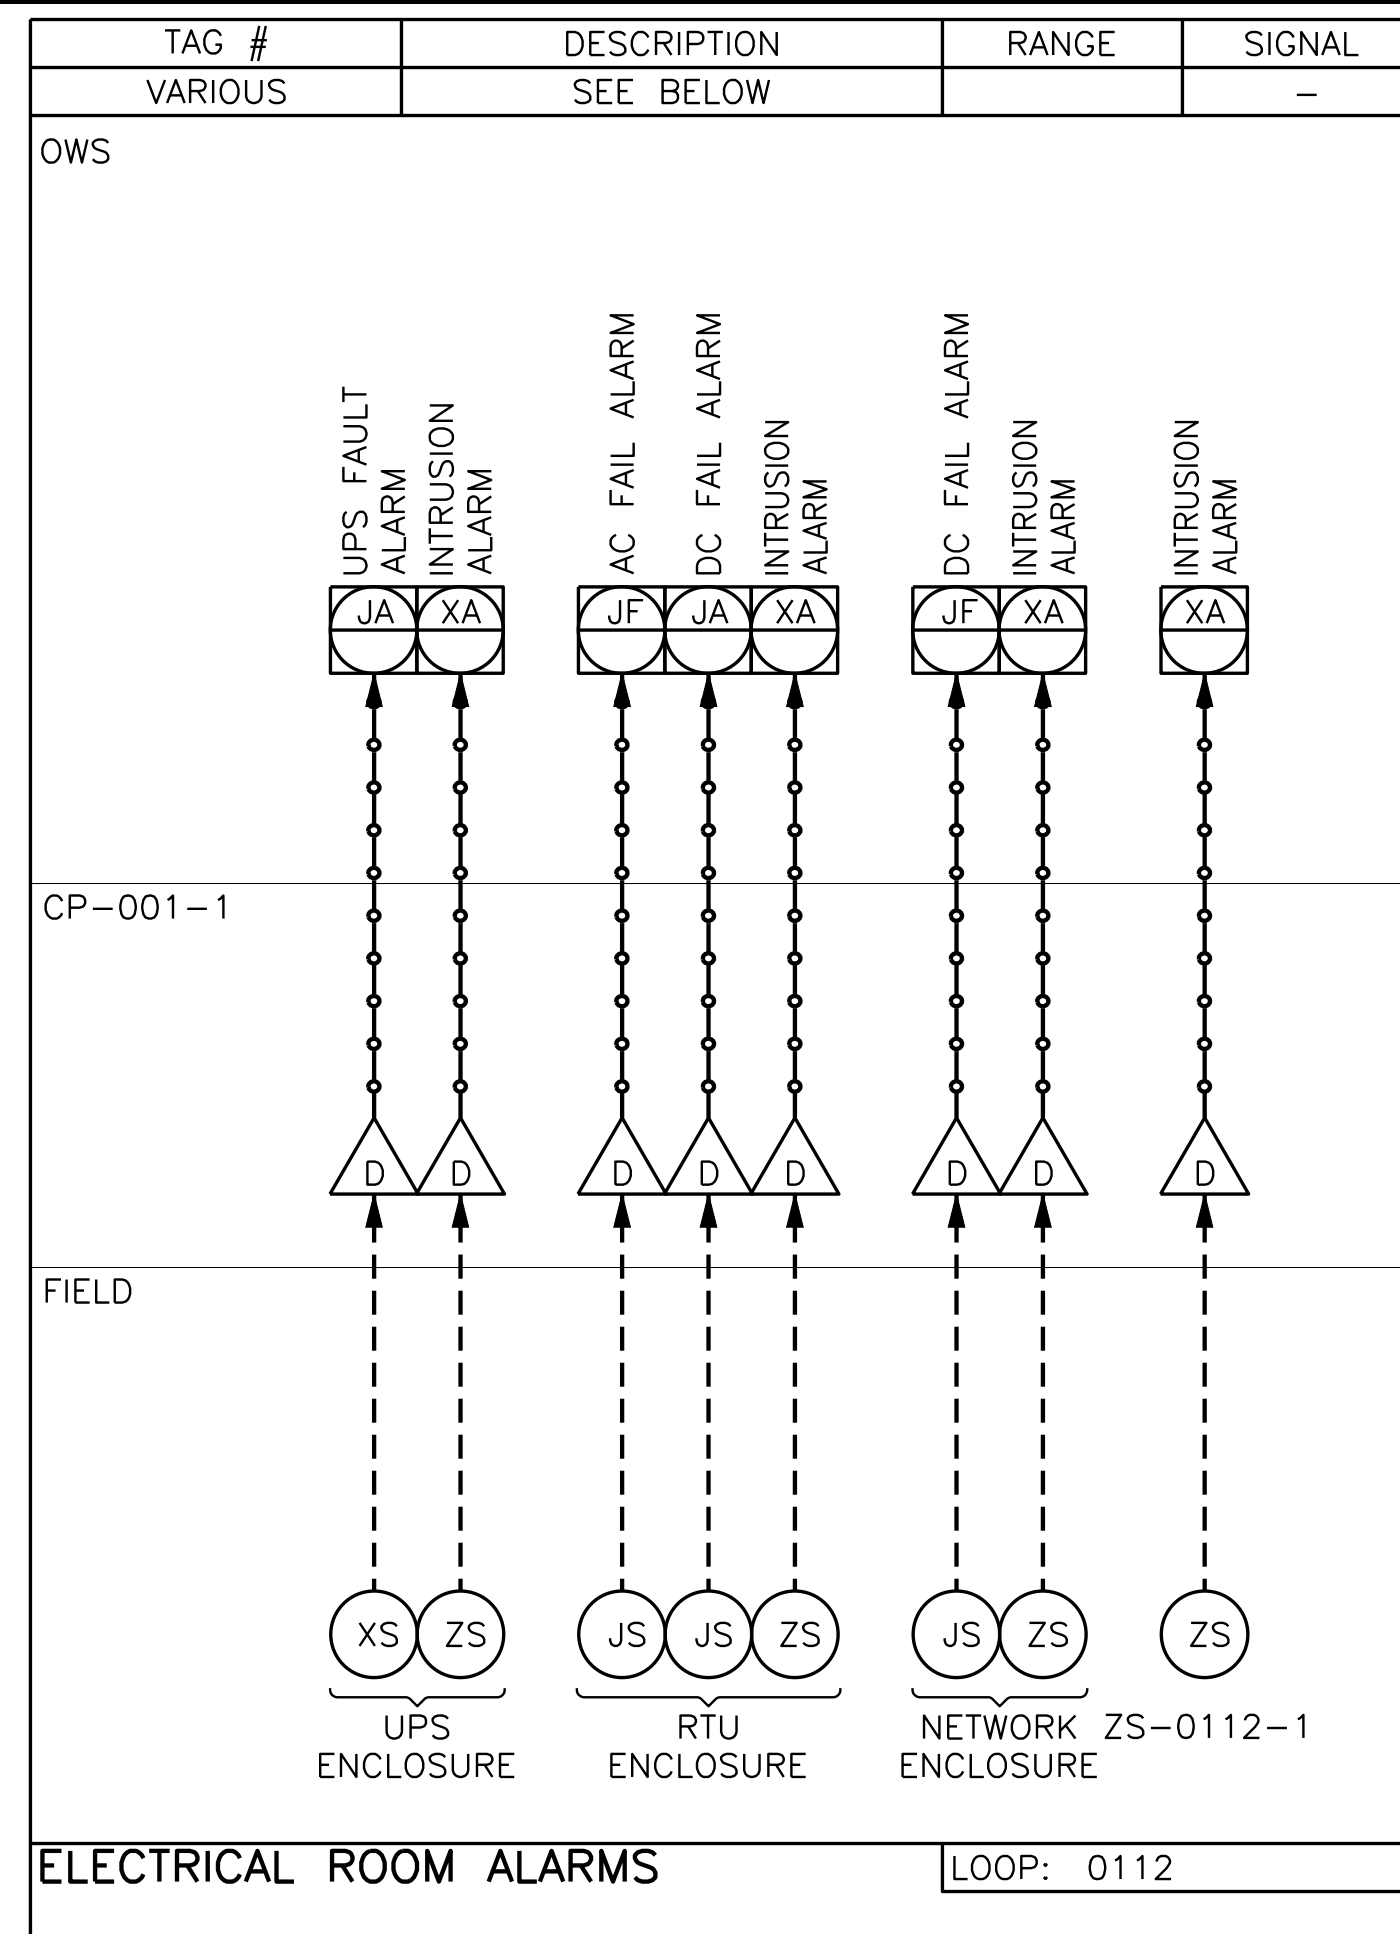 TAG # DESCRIPTION RANGE SIGNAL
VARIOUS SEE BELOW –
OWS
UPS FAULT
ALARM
INTRUSION
ALARM
AC FAIL ALARM
DC FAIL ALARM
INTRUSION
ALARM
DC FAIL ALARM
INTRUSION
ALARM
INTRUSION
ALARM
JA XA JF JA XA JF XA XA
CP-001-1
D D D D D D D D
FIELD
XS ZS JS JS ZS JS ZS ZS
UPS
ENCLOSURE
RTU
ENCLOSURE
NETWORK
ENCLOSURE
ZS-0112-1
ELECTRICAL ROOM ALARMS
LOOP: 0112